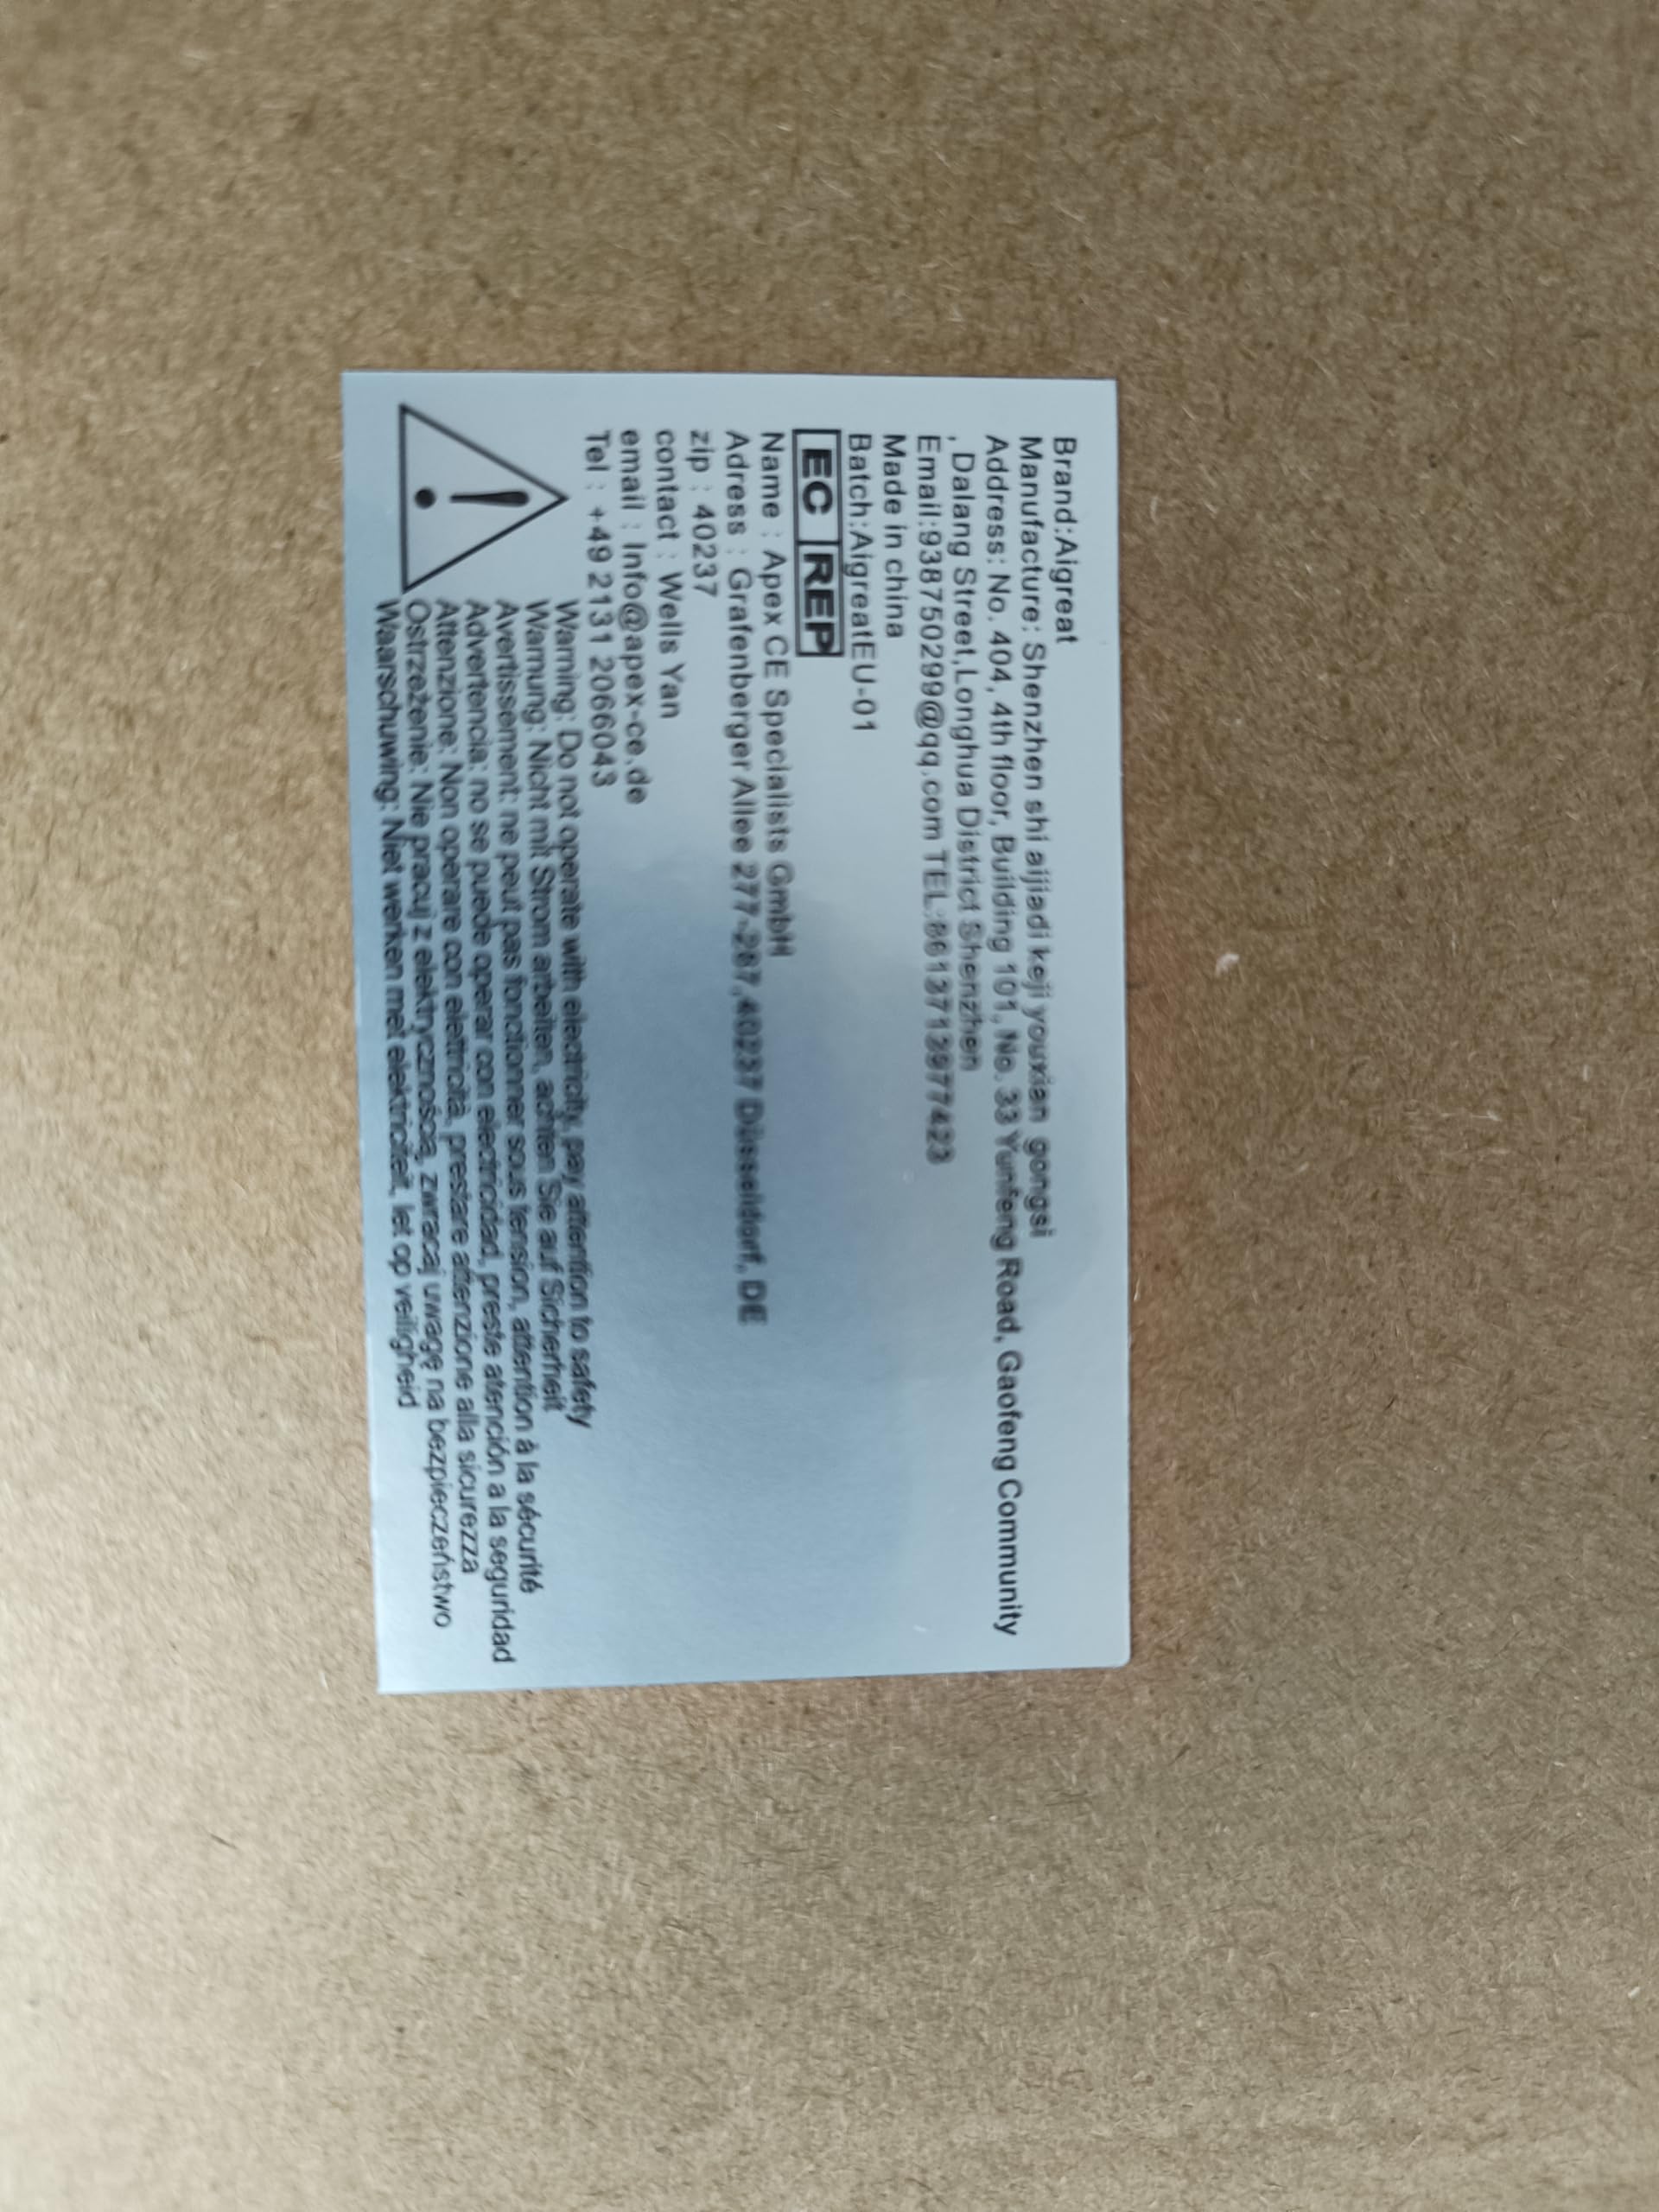 Brand:Aigreat
Manufacture: Shenzhen shi aijiadi keji youxian gongsi
Address: No. 404, 4th floor, Building 101, No. 33 Yunfeng Road, Gaofeng Community
, Dalang Street,Longhua District Shenzhen
Email:938750299@qq.com TEL:8613713977423
Made in china
Batch:AigreatEU-01
EC REP
Name : Apex CE Specialists GmbH
Adress : Grafenberger Allee 277-287,40237 Düsseldorf, DE
zip : 40237
contact : Wells Yan
email : Info@apex-ce.de
Tel : +49 2131 2066043
Warning: Do not operate with electricity, pay attention to safety
Warnung: Nicht mit Strom arbeiten, achten Sie auf Sicherheit
Avertissement: ne peut pas fonctionner sous tension, attention à la sécurité
Advertencia: no se puede operar con electricidad, preste atención a la seguridad
Attenzione: Non operare con elettricità, prestare attenzione alla sicurezza
Ostrzeżenie: Nie pracuj z elektrycznością, zwracaj uwagę na bezpieczeństwo
Waarschuwing: Niet werken met elektriciteit, let op veiligheid